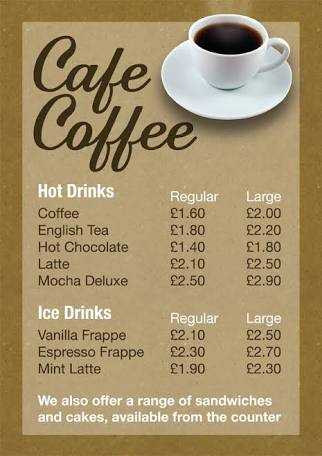 Cafe
Coffee
Hot Drinks Regular Large
Coffee £1.60 £2.00
English Tea £1.80 £2.20
Hot Chocolate £1.40 £1.80
Latte £2.10 £2.50
Mocha Deluxe £2.50 £2.90
Ice Drinks Regular Large
Vanilla Frappe £2.10 £2.50
Espresso Frappe £2.30 £2.70
Mint Latte £1.90 £2.30
We also offer a range of sandwiches
and cakes, available from the counter